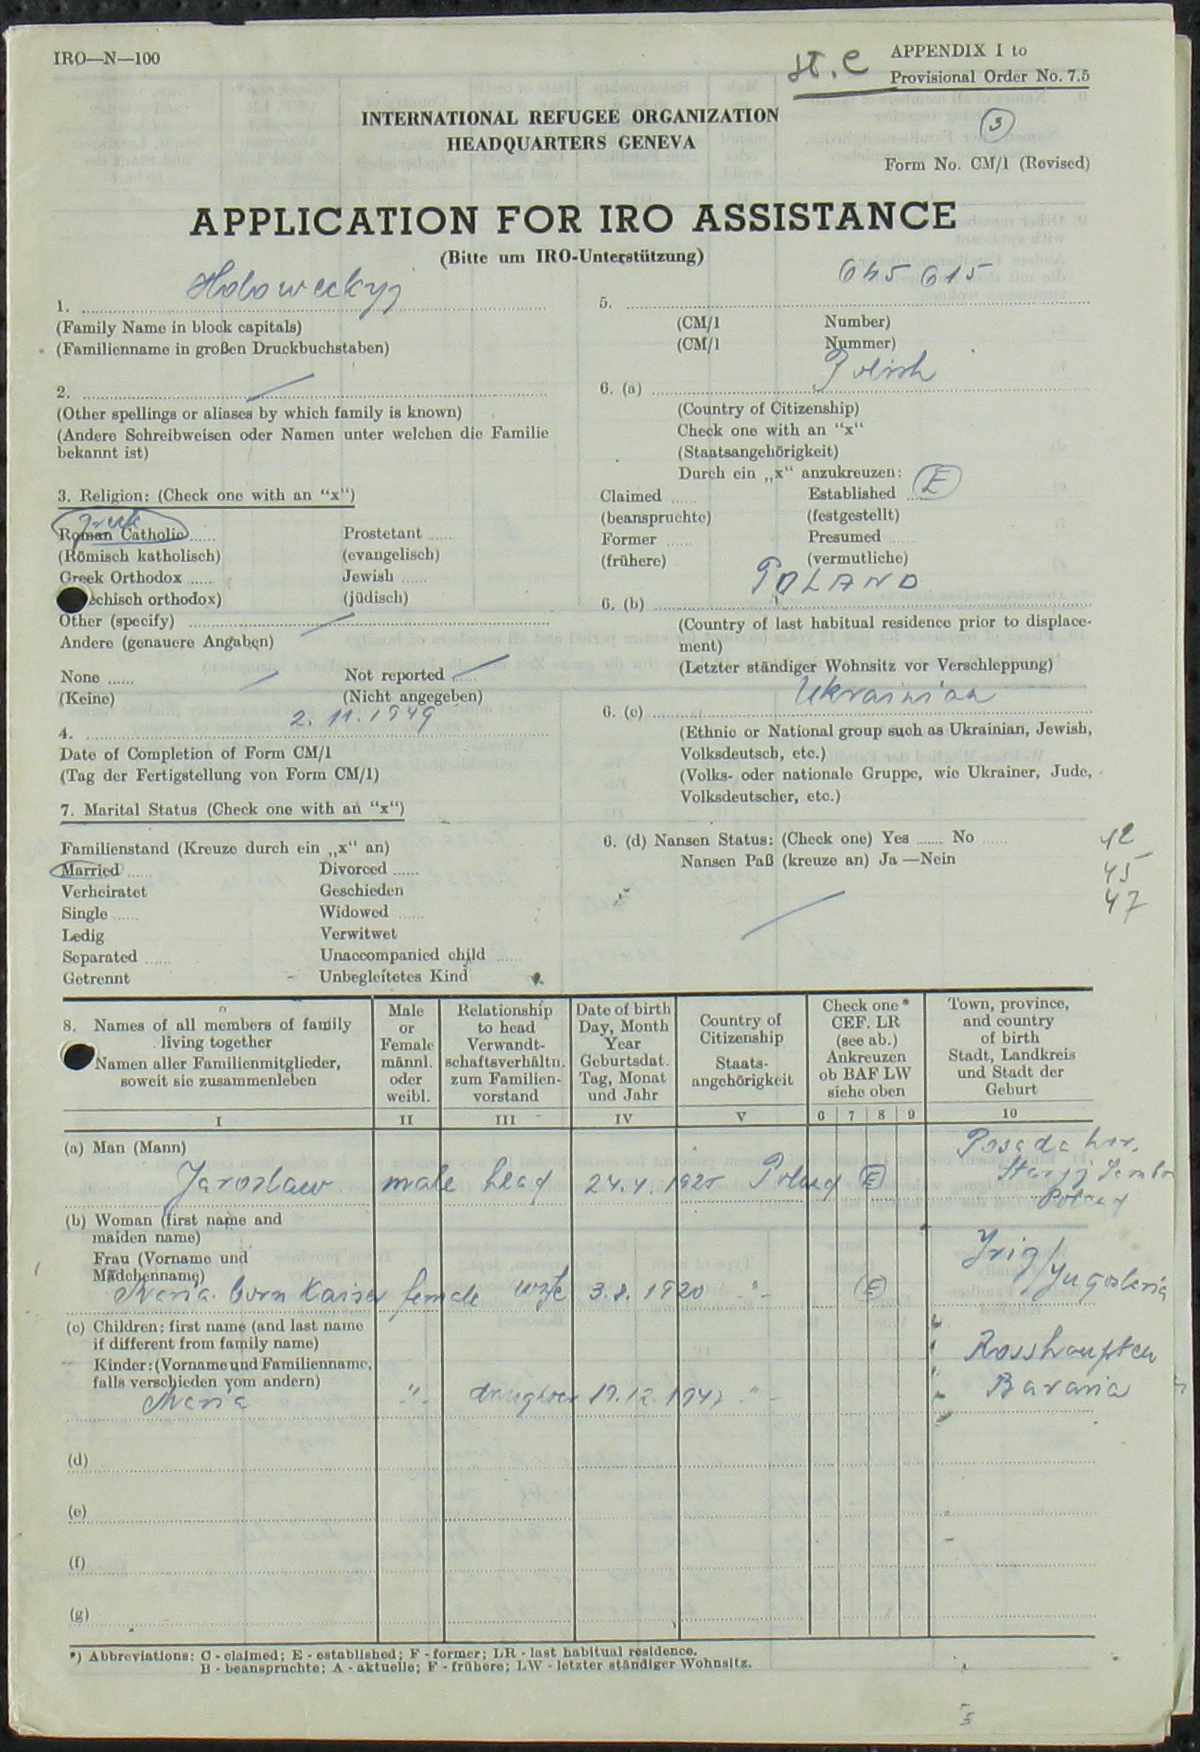 IRO—N—100
APPENDIX I to
Provisional Order No. 7.5
INTERNATIONAL REFUGEE ORGANIZATION
HEADQUARTERS GENEVA
3
Form No. CM/1 (Revised)
APPLICATION FOR IRO ASSISTANCE
(Bitte um IRO-Unterstützung)
1. Holoweckyj
(Family Name in block capitals)
(Familienname in großen Druckbuchstaben)
2.
(Other spellings or aliases by which family is known)
(Andere Schreibweisen oder Namen unter welchen die Familie
bekannt ist)
3. Religion: (Check one with an "x")
Greek
Roman Catholic ......
Prostetant ......
(Römisch katholisch)
(evangelisch)
Greek Orthodox ......
Jewish ......
echisch orthodox)
(jüdisch)
Other (specify)
Andere (genauere Angaben)
None ......
Not reported ......
(Keine)
(Nicht angegeben)
4. 2. 11. 1949
Date of Completion of Form CM/1
(Tag der Fertigstellung von Form CM/1)
7. Marital Status (Check one with an "x")
Familienstand (Kreuze durch ein „x" an)
Married ......
Divorced ......
Verheiratet
Geschieden
Single ......
Widowed ......
Ledig
Verwitwet
Separated ......
Unaccompanied child ......
Getrennt
Unbegleitetes Kind
5. 645 615
(CM/1 Number)
(CM/1 Nummer)
6. (a) Polish
(Country of Citizenship)
Check one with an "x"
(Staatsangehörigkeit)
Durch ein „x" anzukreuzen:
Claimed ......
Established ...... E
(beanspruchte)
(festgestellt)
Former ......
Presumed ......
(frühere)
(vermutliche)
6. (b) POLAND
(Country of last habitual residence prior to displace-
ment)
(Letzter ständiger Wohnsitz vor Verschleppung)
6. (c) Ukrainian
(Ethnic or National group such as Ukrainian, Jewish,
Volksdeutsch, etc.)
(Volks- oder nationale Gruppe, wie Ukrainer, Jude,
Volksdeutscher, etc.)
6. (d) Nansen Status: (Check one) Yes ...... No ......
Nansen Paß (kreuze an) Ja —Nein
42
45
47
8. Names of all members of family
living together
Namen aller Familienmitglieder,
soweit sie zusammenleben
Male
or
Female
männl.
oder
weibl.
Relationship
to head
Verwandt-
schaftsverhältn.
zum Familien-
vorstand
Date of birth
Day, Month
Year
Geburtsdat.
Tag, Monat
und Jahr
Country of
Citizenship
Staats-
angehörigkeit
Check one *
CEF. LR
(see ab.)
Ankreuzen
ob BAF LW
siehe oben
Town, province,
and country
of birth
Stadt, Landkreis
und Stadt der
Geburt
I II III IV V 6 7 8 9 10
(a) Man (Mann)
Jaroslaw male head 24. 4. 1925 Poland E
Posada
Staryj
Poland
(b) Woman (first name and
maiden name)
Frau (Vorname und
Mädchenname)
Maria born Kaiser female wife 3. 8. 1920 -"- E
Irig/
Yugoslavia
(c) Children: first name (and last name
if different from family name)
Kinder: (Vorname und Familienname,
falls verschieden vom andern)
Maria -"- daughter 19. 12. 1947 -"-
Rosshaupten
Bavaria
(d)
(e)
(f)
(g)
*) Abbreviations: C - claimed; E - established; F - former; LR - last habitual residence.
B - beanspruchte; A - aktuelle; F - frühere; LW - letzter ständiger Wohnsitz.